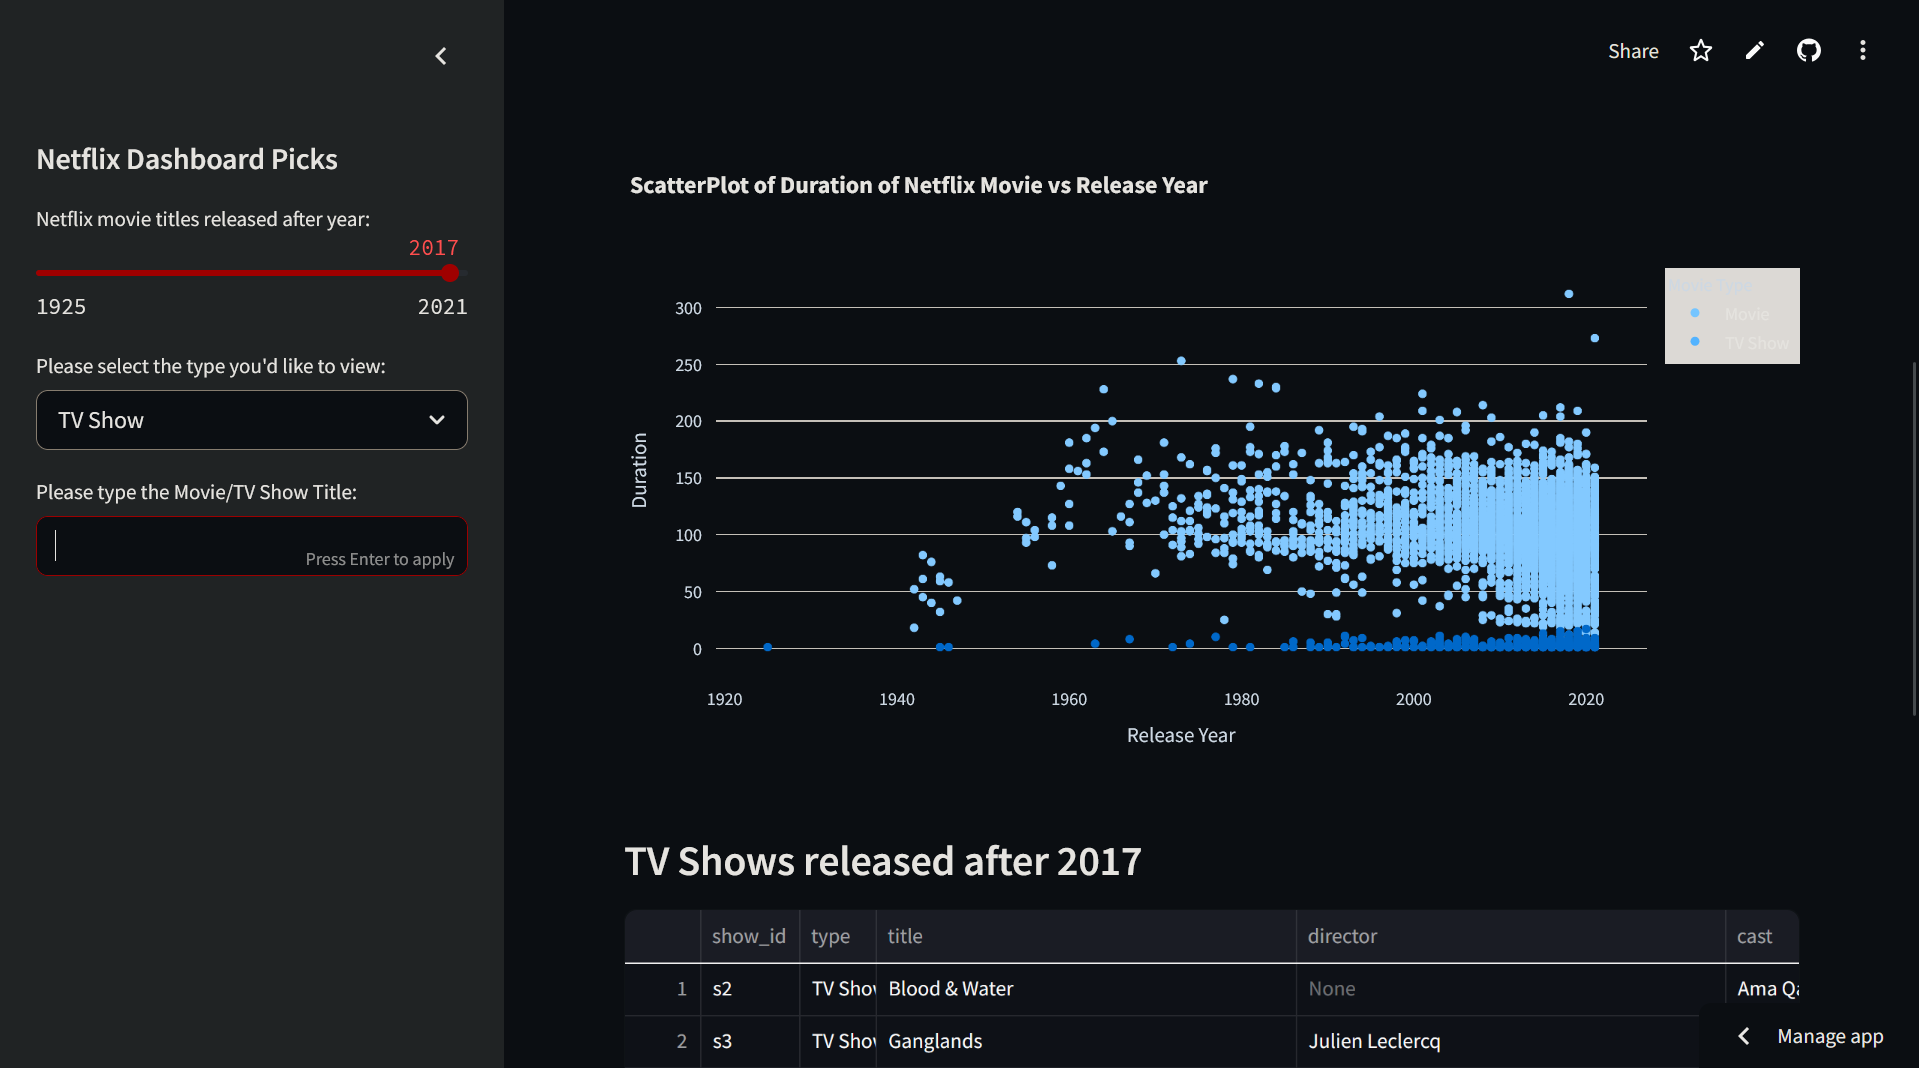 Share
Netflix Dashboard Picks
Netflix movie titles released after year:
2017
1925 2021
Please select the type you'd like to view:
TV Show
Please type the Movie/TV Show Title:
Press Enter to apply
ScatterPlot of Duration of Netflix Movie vs Release Year
Movie
TV Show
300
250
200
150
100
50
0
Duration
1920 1940 1960 1980 2000 2020
Release Year
TV Shows released after 2017
show_id type title director cast
1 s2 TV Show Blood & Water None Ama Qa
2 s3 TV Show Ganglands Julien Leclercq
Manage app